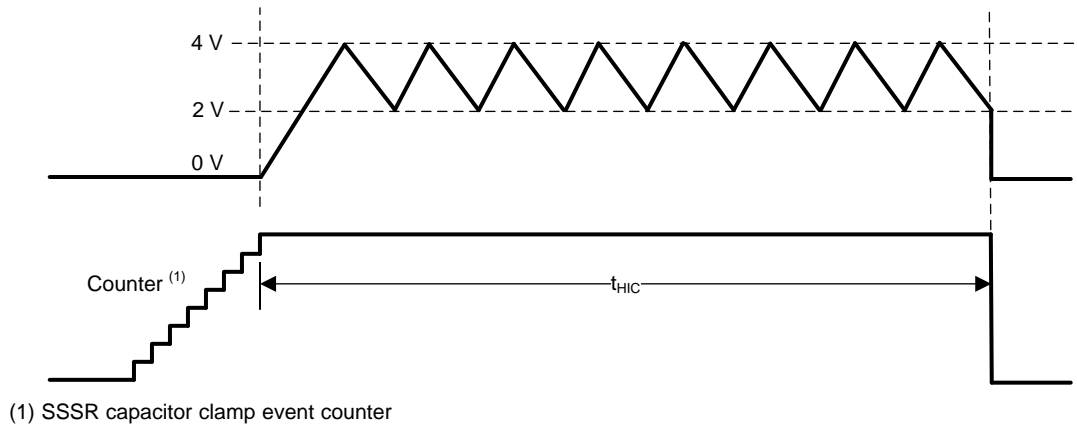 4 V
2 V
0 V
Counter (1)
tHIC
(1) SSSR capacitor clamp event counter